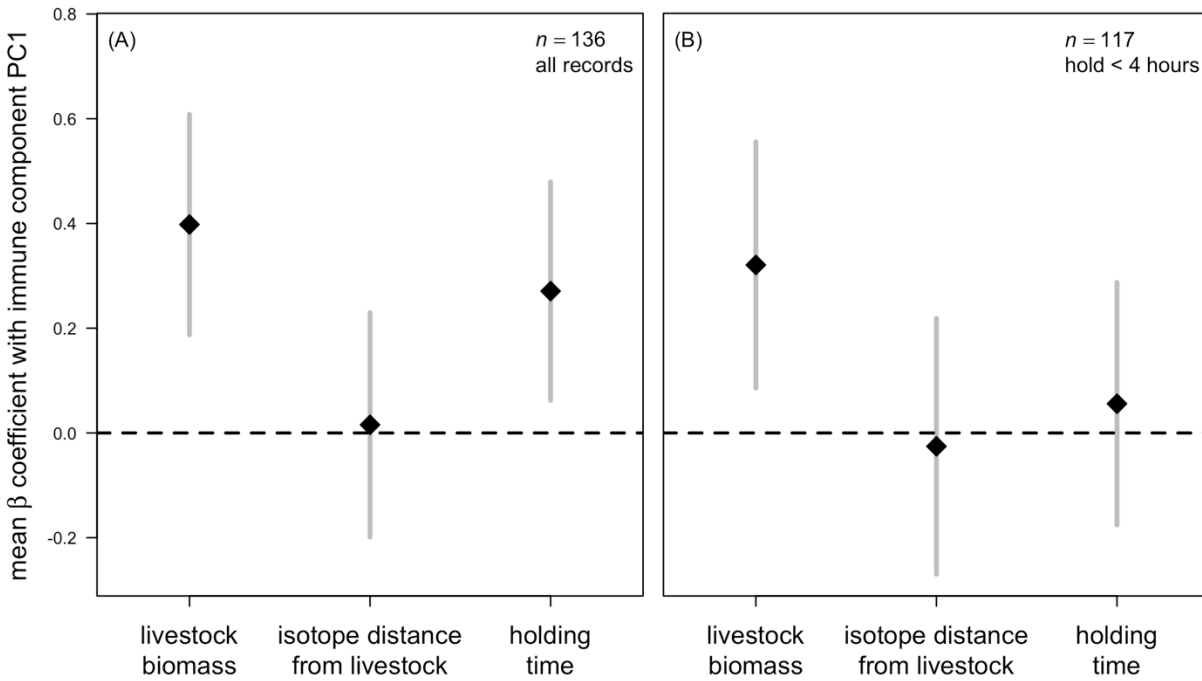 mean β coefficient with immune component PC1
0.8
0.6
0.4
0.2
0.0
-0.2
(A)
n = 136
all records
livestock
biomass
isotope distance
from livestock
holding
time
(B)
n = 117
hold < 4 hours
livestock
biomass
isotope distance
from livestock
holding
time